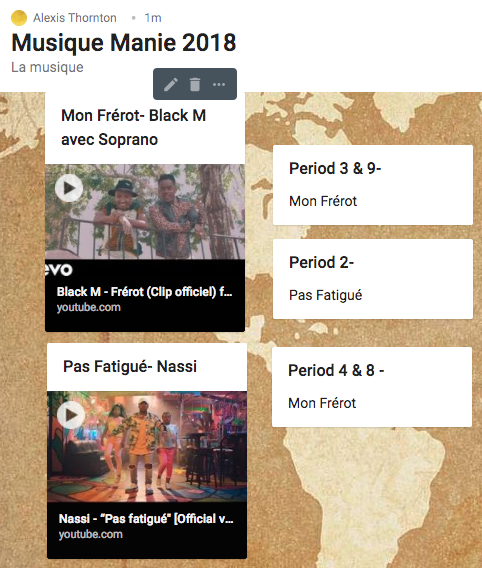 Alexis Thornton • 1m
Musique Manie 2018
La musique
Mon Frérot- Black M
avec Soprano
evo
Black M - Frérot (Clip officiel) f...
youtube.com
Pas Fatigué- Nassi
Nassi - "Pas fatigué" [Official v...
youtube.com
Period 3 & 9-
Mon Frérot
Period 2-
Pas Fatigué
Period 4 & 8 -
Mon Frérot